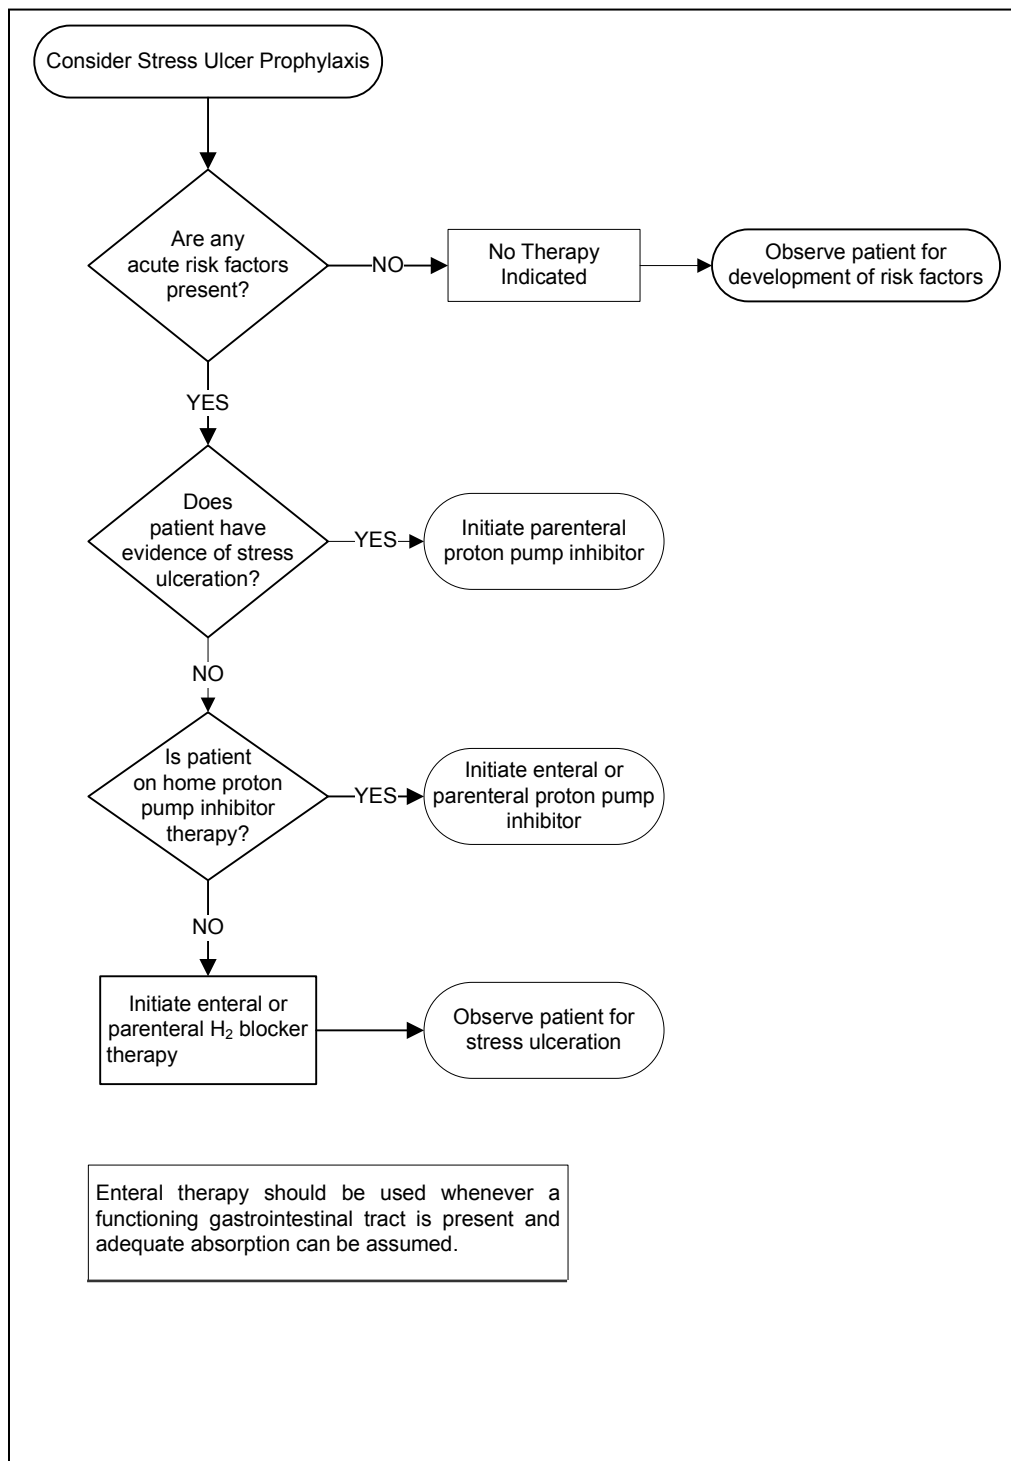 Consider Stress Ulcer Prophylaxis
Are any
acute risk factors
present?
NO
No Therapy
Indicated
Observe patient for
development of risk factors
YES
Does
patient have
evidence of stress
ulceration?
YES
Initiate parenteral
proton pump inhibitor
NO
Is patient
on home proton
pump inhibitor
therapy?
YES
Initiate enteral or
parenteral proton pump
inhibitor
NO
Initiate enteral or
parenteral H₂ blocker
therapy
Observe patient for
stress ulceration
Enteral therapy should be used whenever a
functioning gastrointestinal tract is present and
adequate absorption can be assumed.